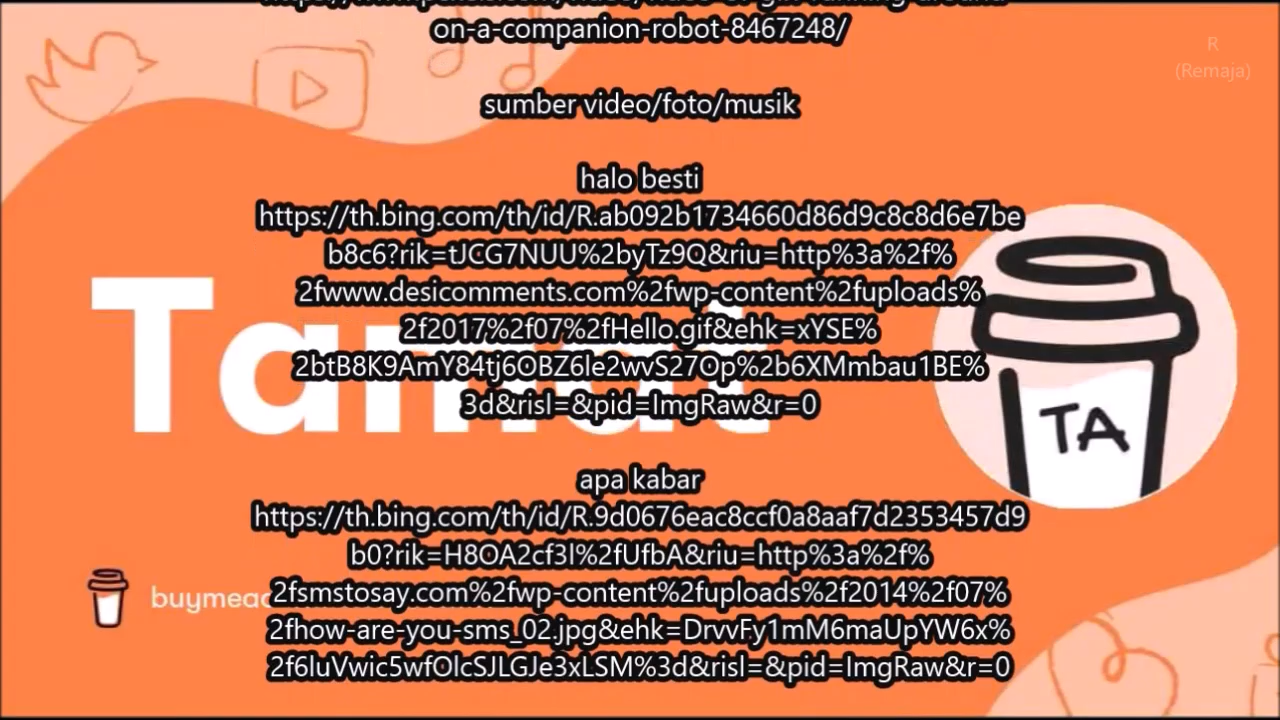 on-a-companion-robot-8467248/
R
(Remaja)
sumber video/foto/musik
halo besti
https://th.bing.com/th/id/R.ab092b1734660d86d9c8c8d6e7be
b8c6?rik=tJCG7NUU%2byTz9Q&riu=http%3a%2f%
2fwww.desicomments.com%2fwp-content%2fuploads%
2f2017%2f07%2fHello.gif&ehk=xYSE%
2btB8K9AmY84tj6OBZ6le2wvS27Op%2b6XMmbau1BE%
3d&risl=&pid=ImgRaw&r=0
TA
apa kabar
https://th.bing.com/th/id/R.9d0676eac8ccf0a8aaf7d2353457d9
b0?rik=H8OA2cf3l%2fUfbA&riu=http%3a%2f%
2fsmstosay.com%2fwp-content%2fuploads%2f2014%2f07%
2fhow-are-you-sms_02.jpg&ehk=DrvvFy1mM6maUpYW6x%
2f6luVwic5wfOlcSJLGJe3xLSM%3d&risl=&pid=ImgRaw&r=0